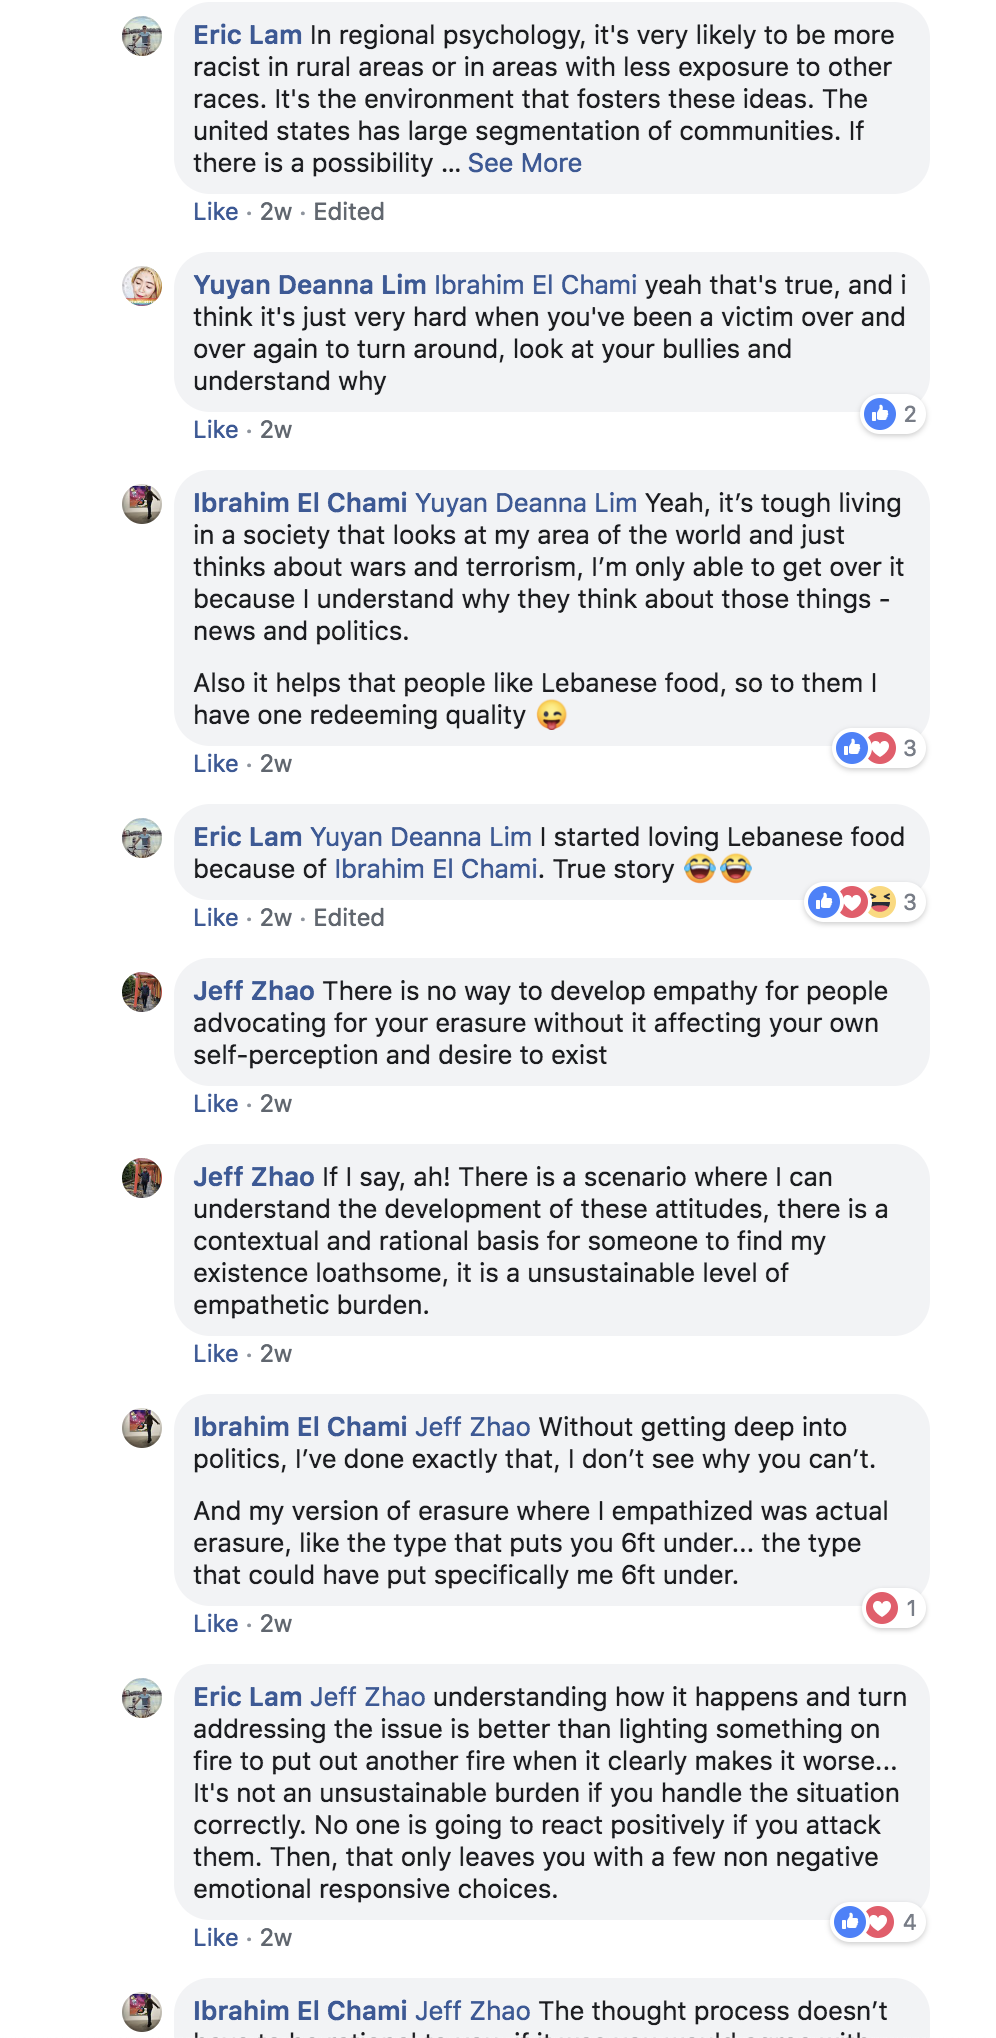 Eric Lam In regional psychology, it's very likely to be more
racist in rural areas or in areas with less exposure to other
races. It's the environment that fosters these ideas. The
united states has large segmentation of communities. If
there is a possibility ... See More
Like · 2w · Edited
Yuyan Deanna Lim Ibrahim El Chami yeah that's true, and i
think it's just very hard when you've been a victim over and
over again to turn around, look at your bullies and
understand why
2
Like · 2w
Ibrahim El Chami Yuyan Deanna Lim Yeah, it’s tough living
in a society that looks at my area of the world and just
thinks about wars and terrorism, I’m only able to get over it
because I understand why they think about those things -
news and politics.
Also it helps that people like Lebanese food, so to them I
have one redeeming quality 😜
3
Like · 2w
Eric Lam Yuyan Deanna Lim I started loving Lebanese food
because of Ibrahim El Chami. True story 😂😂
3
Like · 2w · Edited
Jeff Zhao There is no way to develop empathy for people
advocating for your erasure without it affecting your own
self-perception and desire to exist
Like · 2w
Jeff Zhao If I say, ah! There is a scenario where I can
understand the development of these attitudes, there is a
contextual and rational basis for someone to find my
existence loathsome, it is a unsustainable level of
empathetic burden.
Like · 2w
Ibrahim El Chami Jeff Zhao Without getting deep into
politics, I’ve done exactly that, I don’t see why you can’t.
And my version of erasure where I empathized was actual
erasure, like the type that puts you 6ft under... the type
that could have put specifically me 6ft under.
1
Like · 2w
Eric Lam Jeff Zhao understanding how it happens and turn
addressing the issue is better than lighting something on
fire to put out another fire when it clearly makes it worse...
It's not an unsustainable burden if you handle the situation
correctly. No one is going to react positively if you attack
them. Then, that only leaves you with a few non negative
emotional responsive choices.
4
Like · 2w
Ibrahim El Chami Jeff Zhao The thought process doesn’t